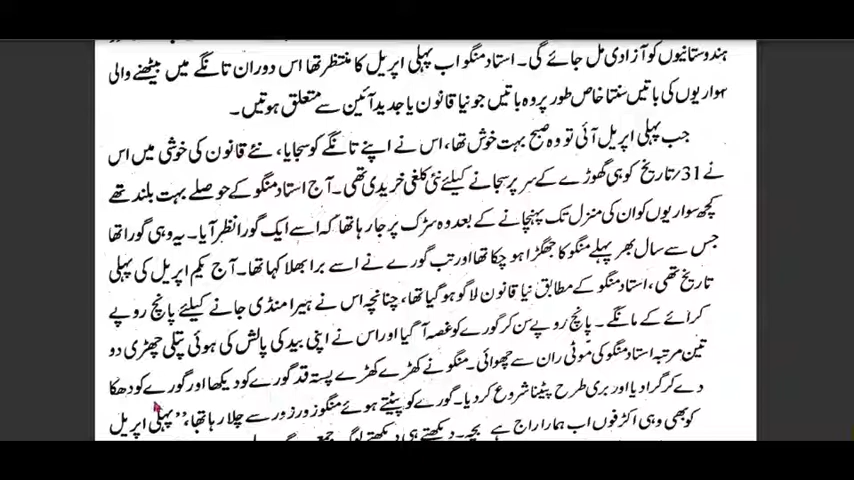 ہندوستانیوں کو آزادی مل جائے گی۔ استاد منگو اب پہلی اپریل کا منتظر تھا اس دوران تانگے میں بیٹھنے والی
سواریوں کی باتیں سنتا خاص طور پر وہ باتیں جو نیا قانون یا جدید آئین سے متعلق ہوتیں۔
جب پہلی اپریل آئی تو وہ صبح بہت خوش تھا، اس نے اپنے تانگے کو سجایا، نئے قانون کی خوشی میں اس
نے 31/تاریخ کو ہی گھوڑے کے سر پر سجانے کیلئے نئی کلغی خریدی تھی۔ آج استاد منگو کے حوصلے بہت بلند تھے
کچھ سواریوں کو ان کی منزل تک پہنچانے کے بعد وہ سڑک پر جا رہا تھا کہ اسے ایک گورا نظر آیا۔ یہ وہی گورا تھا
جس سے سال بھر پہلے منگو کا جھگڑا ہو چکا تھا اور تب گورے نے اسے برا بھلا کہا تھا۔ آج یکم اپریل کی پہلی
تاریخ تھی، استاد منگو کے مطابق نیا قانون لاگو ہو گیا تھا، چنانچہ اس نے ہیرا منڈی جانے کیلئے پانچ روپے
کرائے کے مانگے۔ پانچ روپے سن کر گورے کو غصہ آ گیا اور اس نے اپنی بید کی پالش کی ہوئی پتلی چھڑی دو
تین مرتبہ استاد منگو کی موٹی ران سے چھوائی۔ منگو نے کھڑے کھڑے پستہ قد گورے کو دیکھا اور گورے کو دھکا
دے کر گرا دیا اور بری طرح پیٹنا شروع کر دیا۔ گورے کو پیٹتے ہوئے منگو زور زور سے چلا رہا تھا، ’’پہلی اپریل
کو بھی وہی اکڑفوں اب ہمارا راج ہے بچہ۔ دیکھتے ہی دیکھتے لوگ